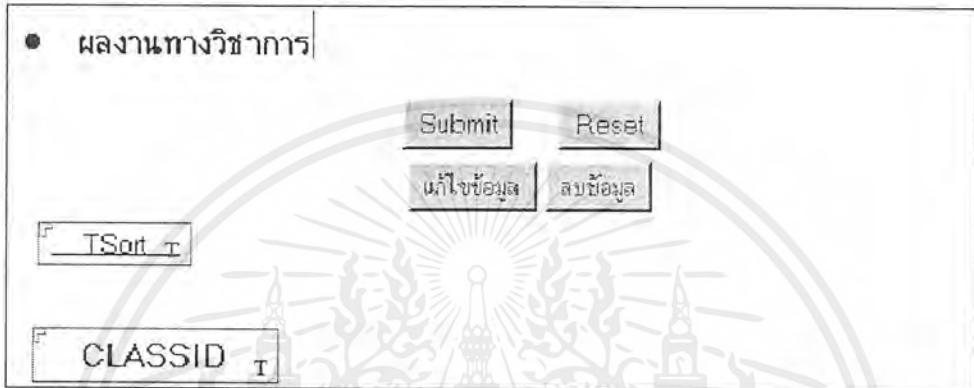 • ผลงานทางวิชาการ
Submit Reset
แก้ไขข้อมูล ลบข้อมูล
TSort T
CLASSID T